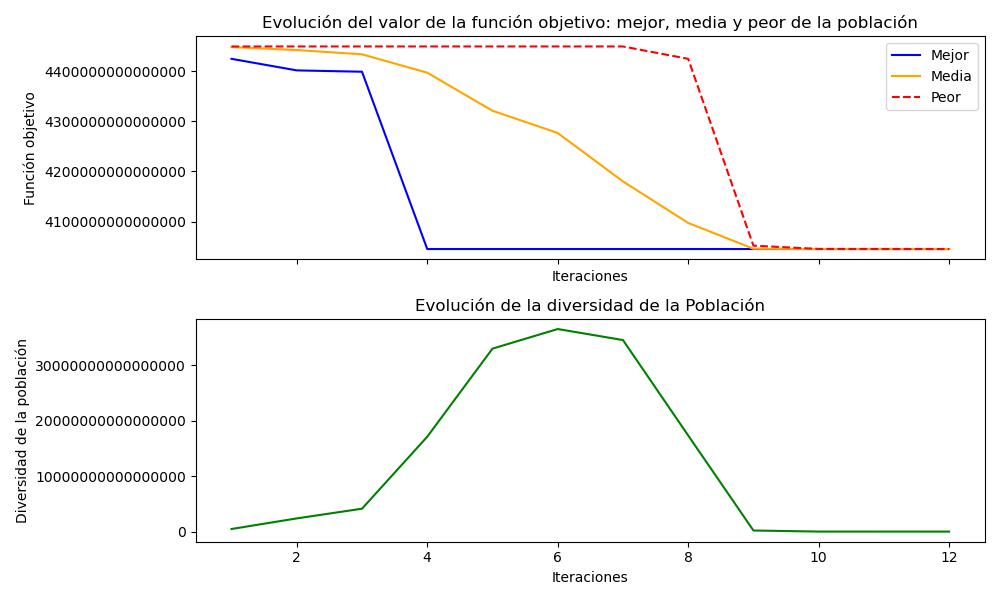 Evolución del valor de la función objetivo: mejor, media y peor de la población
Función objetivo
4400000000000000
4300000000000000
4200000000000000
4100000000000000
Mejor
Media
Peor
Iteraciones
Evolución de la diversidad de la Población
Diversidad de la población
30000000000000000
20000000000000000
10000000000000000
0
2 4 6 8 10 12
Iteraciones